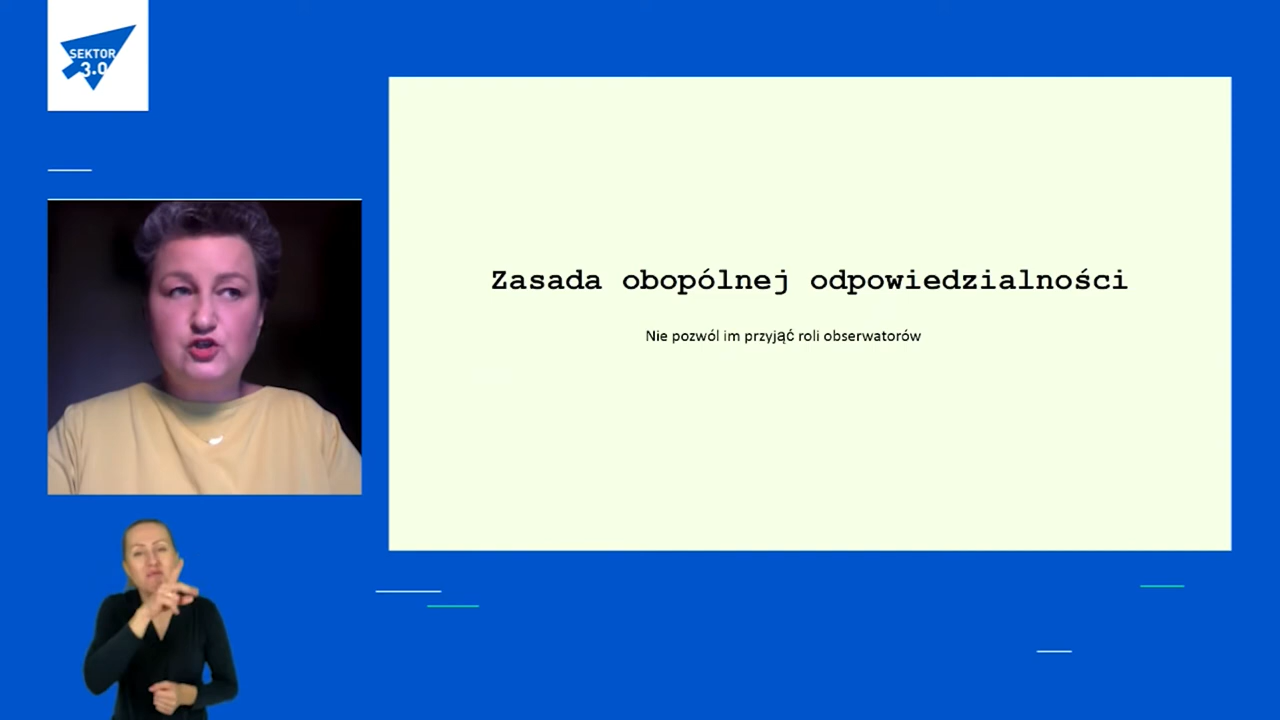 SEKTOR
3.0
Zasada obopólnej odpowiedzialności
Nie pozwól im przyjąć roli obserwatorów